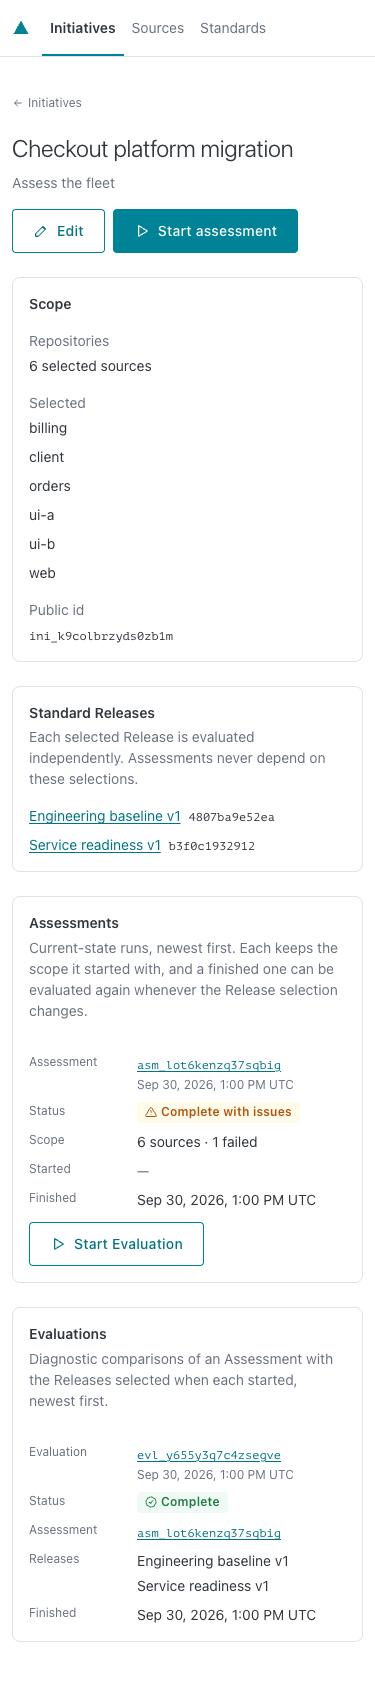 Initiatives Sources Standards
← Initiatives
Checkout platform migration
Assess the fleet
Edit Start assessment
Scope
Repositories
6 selected sources
Selected
billing
client
orders
ui-a
ui-b
web
Public id
ini_k9colbrzyds0zb1m
Standard Releases
Each selected Release is evaluated
independently. Assessments never depend on
these selections.
Engineering baseline v1 4807ba9e52ea
Service readiness v1 b3f0c1932912
Assessments
Current-state runs, newest first. Each keeps the
scope it started with, and a finished one can be
evaluated again whenever the Release selection
changes.
Assessment asm_lot6kenzq37sqbig
Sep 30, 2026, 1:00 PM UTC
Status Complete with issues
Scope 6 sources · 1 failed
Started —
Finished Sep 30, 2026, 1:00 PM UTC
Start Evaluation
Evaluations
Diagnostic comparisons of an Assessment with
the Releases selected when each started,
newest first.
Evaluation evl_y655y3q7c4zsegve
Sep 30, 2026, 1:00 PM UTC
Status Complete
Assessment asm_lot6kenzq37sqbig
Releases Engineering baseline v1
Service readiness v1
Finished Sep 30, 2026, 1:00 PM UTC